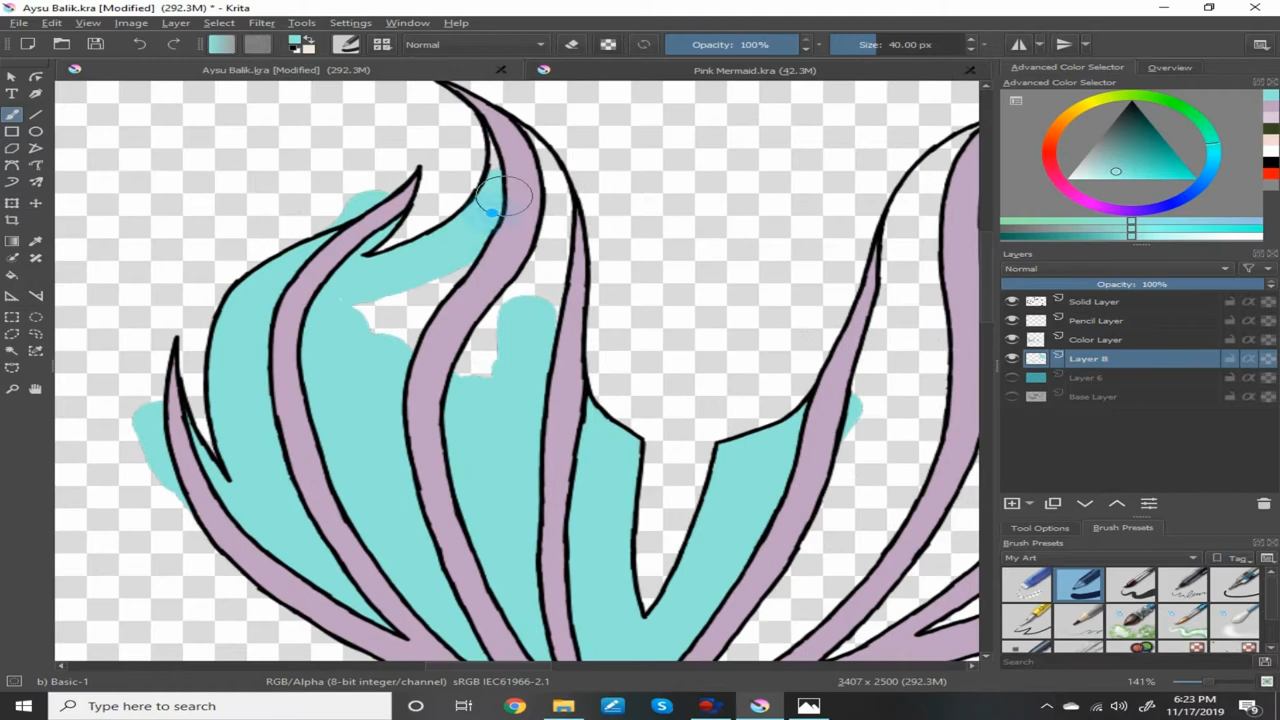 Aysu Balik.kra [Modified]  (292.3M) * - Krita
File Edit View Image Layer Select Filter Tools Settings Window Help
Normal Opacity: 100% Size: 40.00 px
Aysu Balik.kra [Modified]  (292.3M) Pink Mermaid.kra (42.3M)
Advanced Color Selector Overview
Advanced Color Selector
Layers
Normal
Opacity:  100%
Solid Layer
Pencil Layer
Color Layer
Layer 8
Layer 6
Base Layer
Tool Options Brush Presets
Brush Presets
My Art Tag
Search
b) Basic-1 RGB/Alpha (8-bit integer/channel)  sRGB IEC61966-2.1 3407 x 2500 (292.3M) 141%
Type here to search
6:23 PM
11/17/2019
9